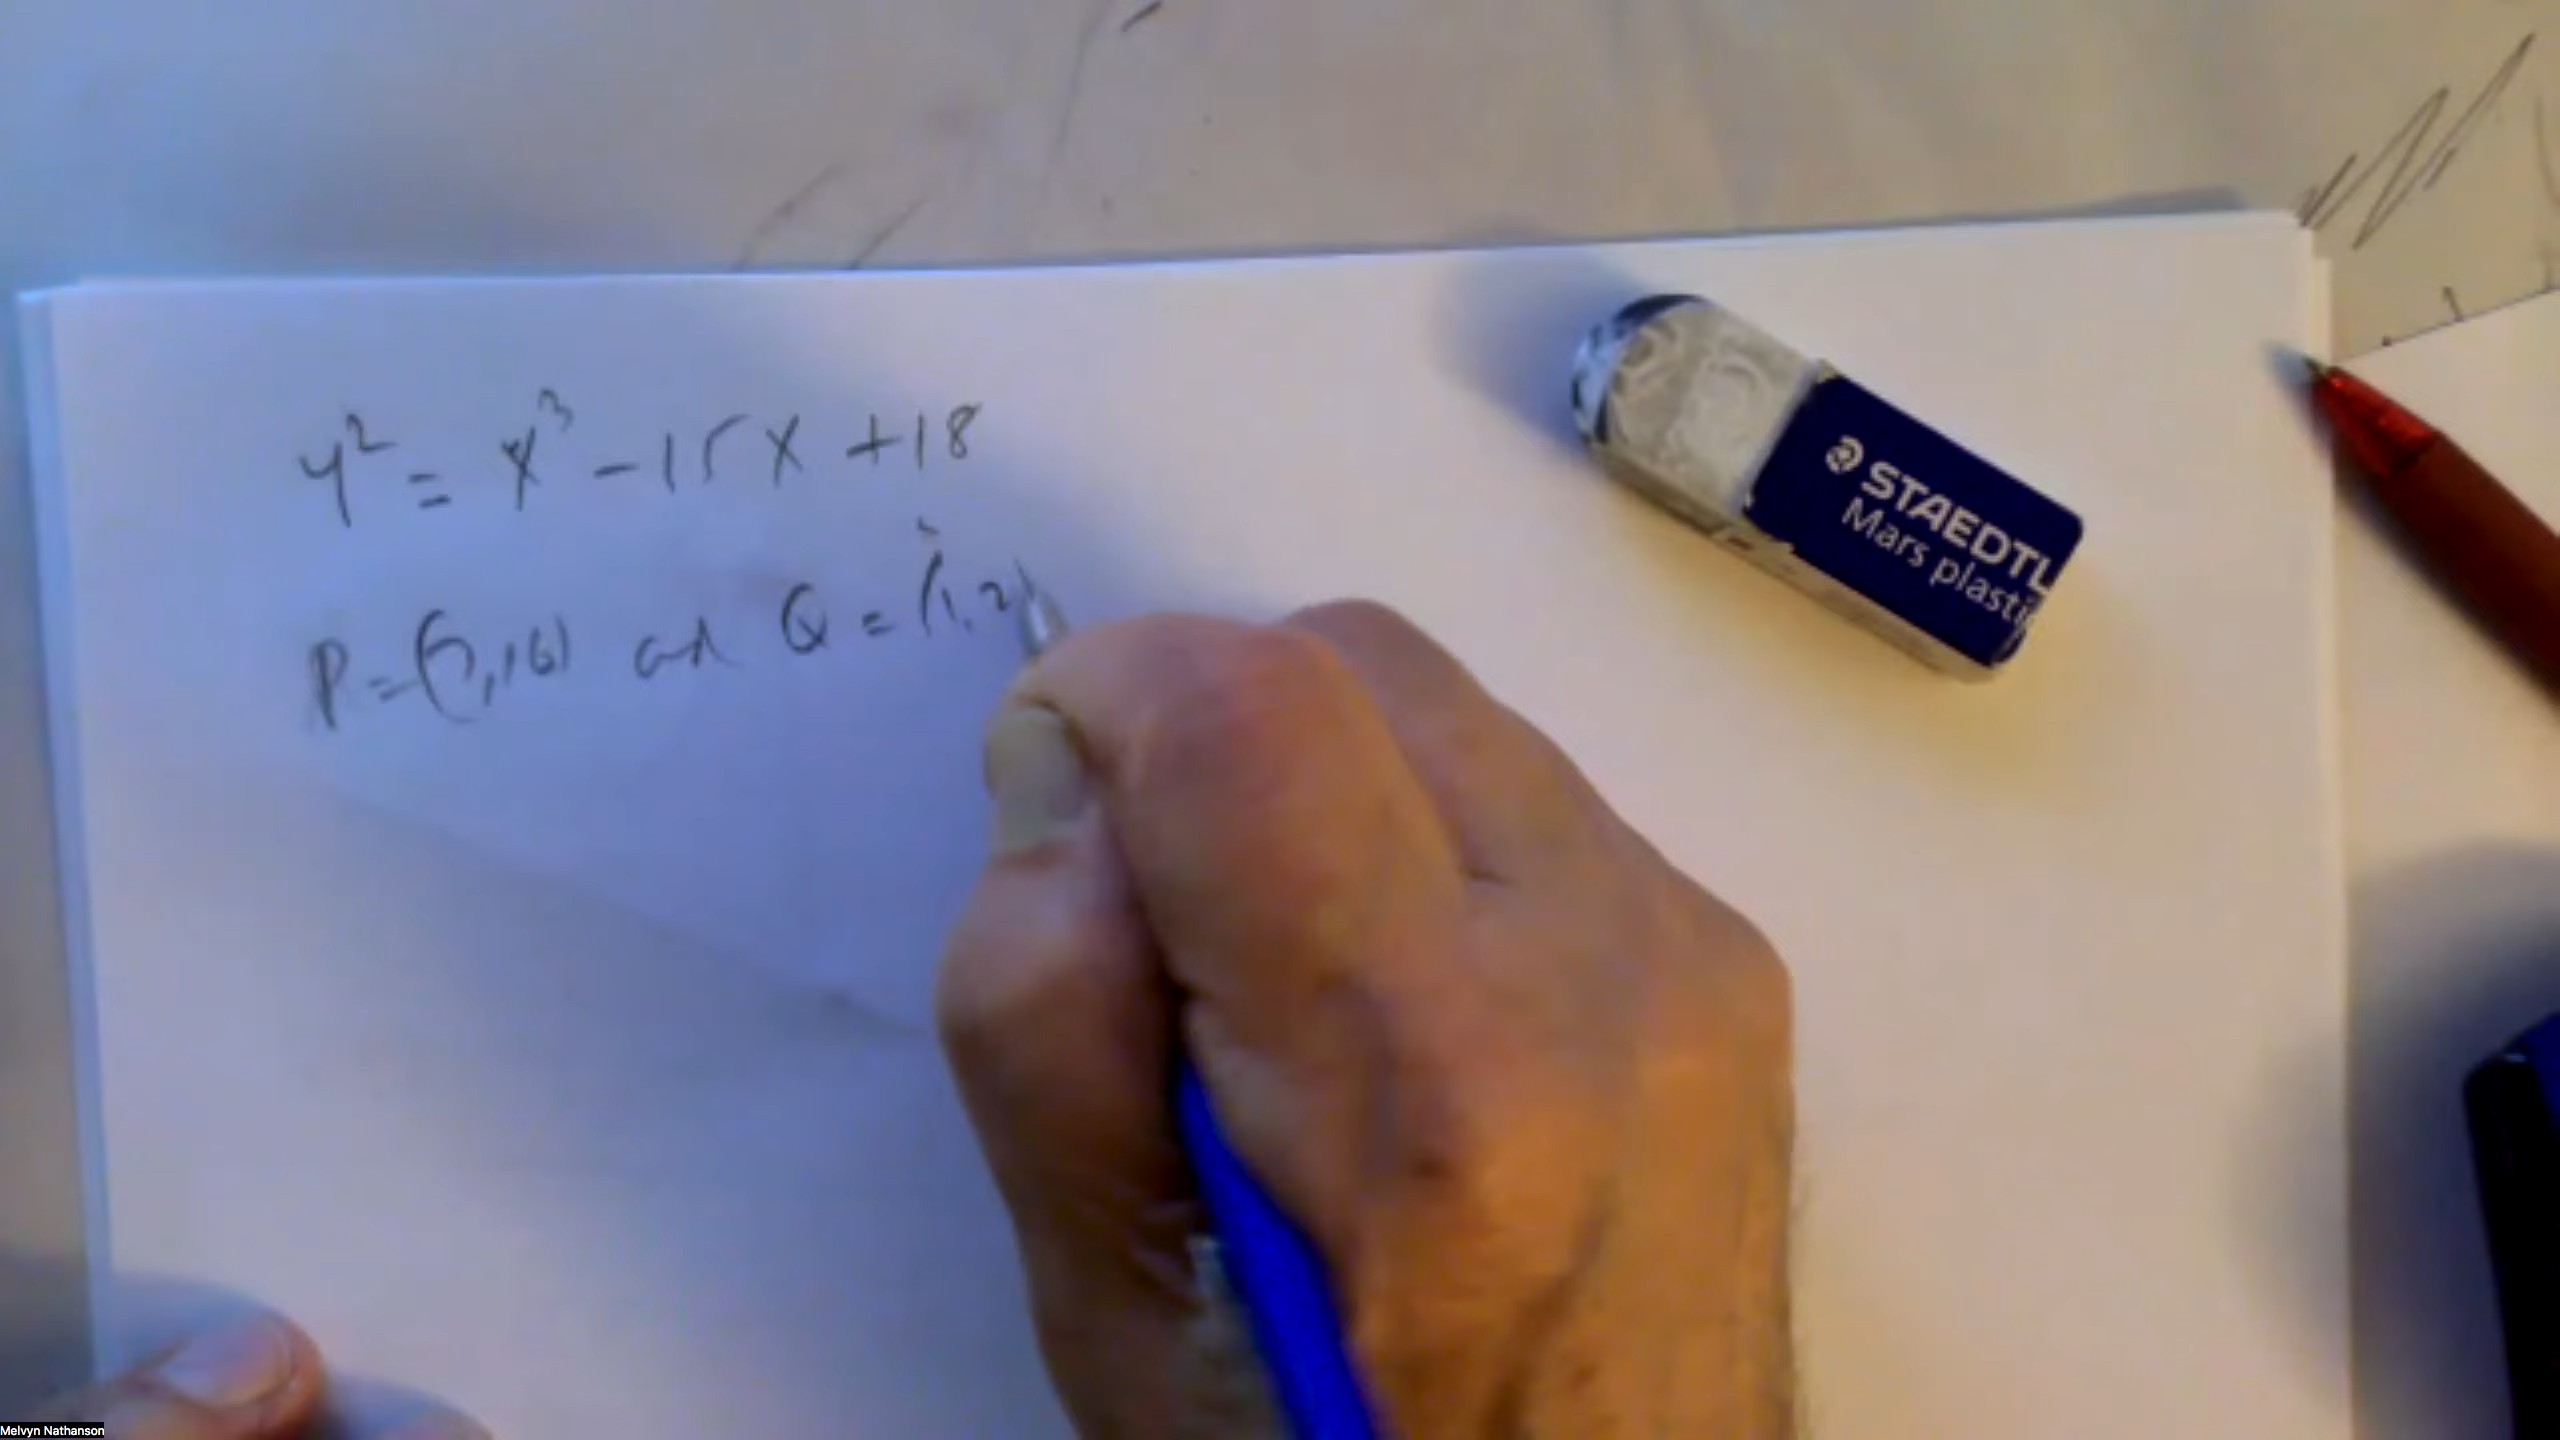 y² = x³ - 15x + 18
P = (7, 16) and Q = (1, 2)
STAEDTL
Mars plasti
Melvyn Nathanson